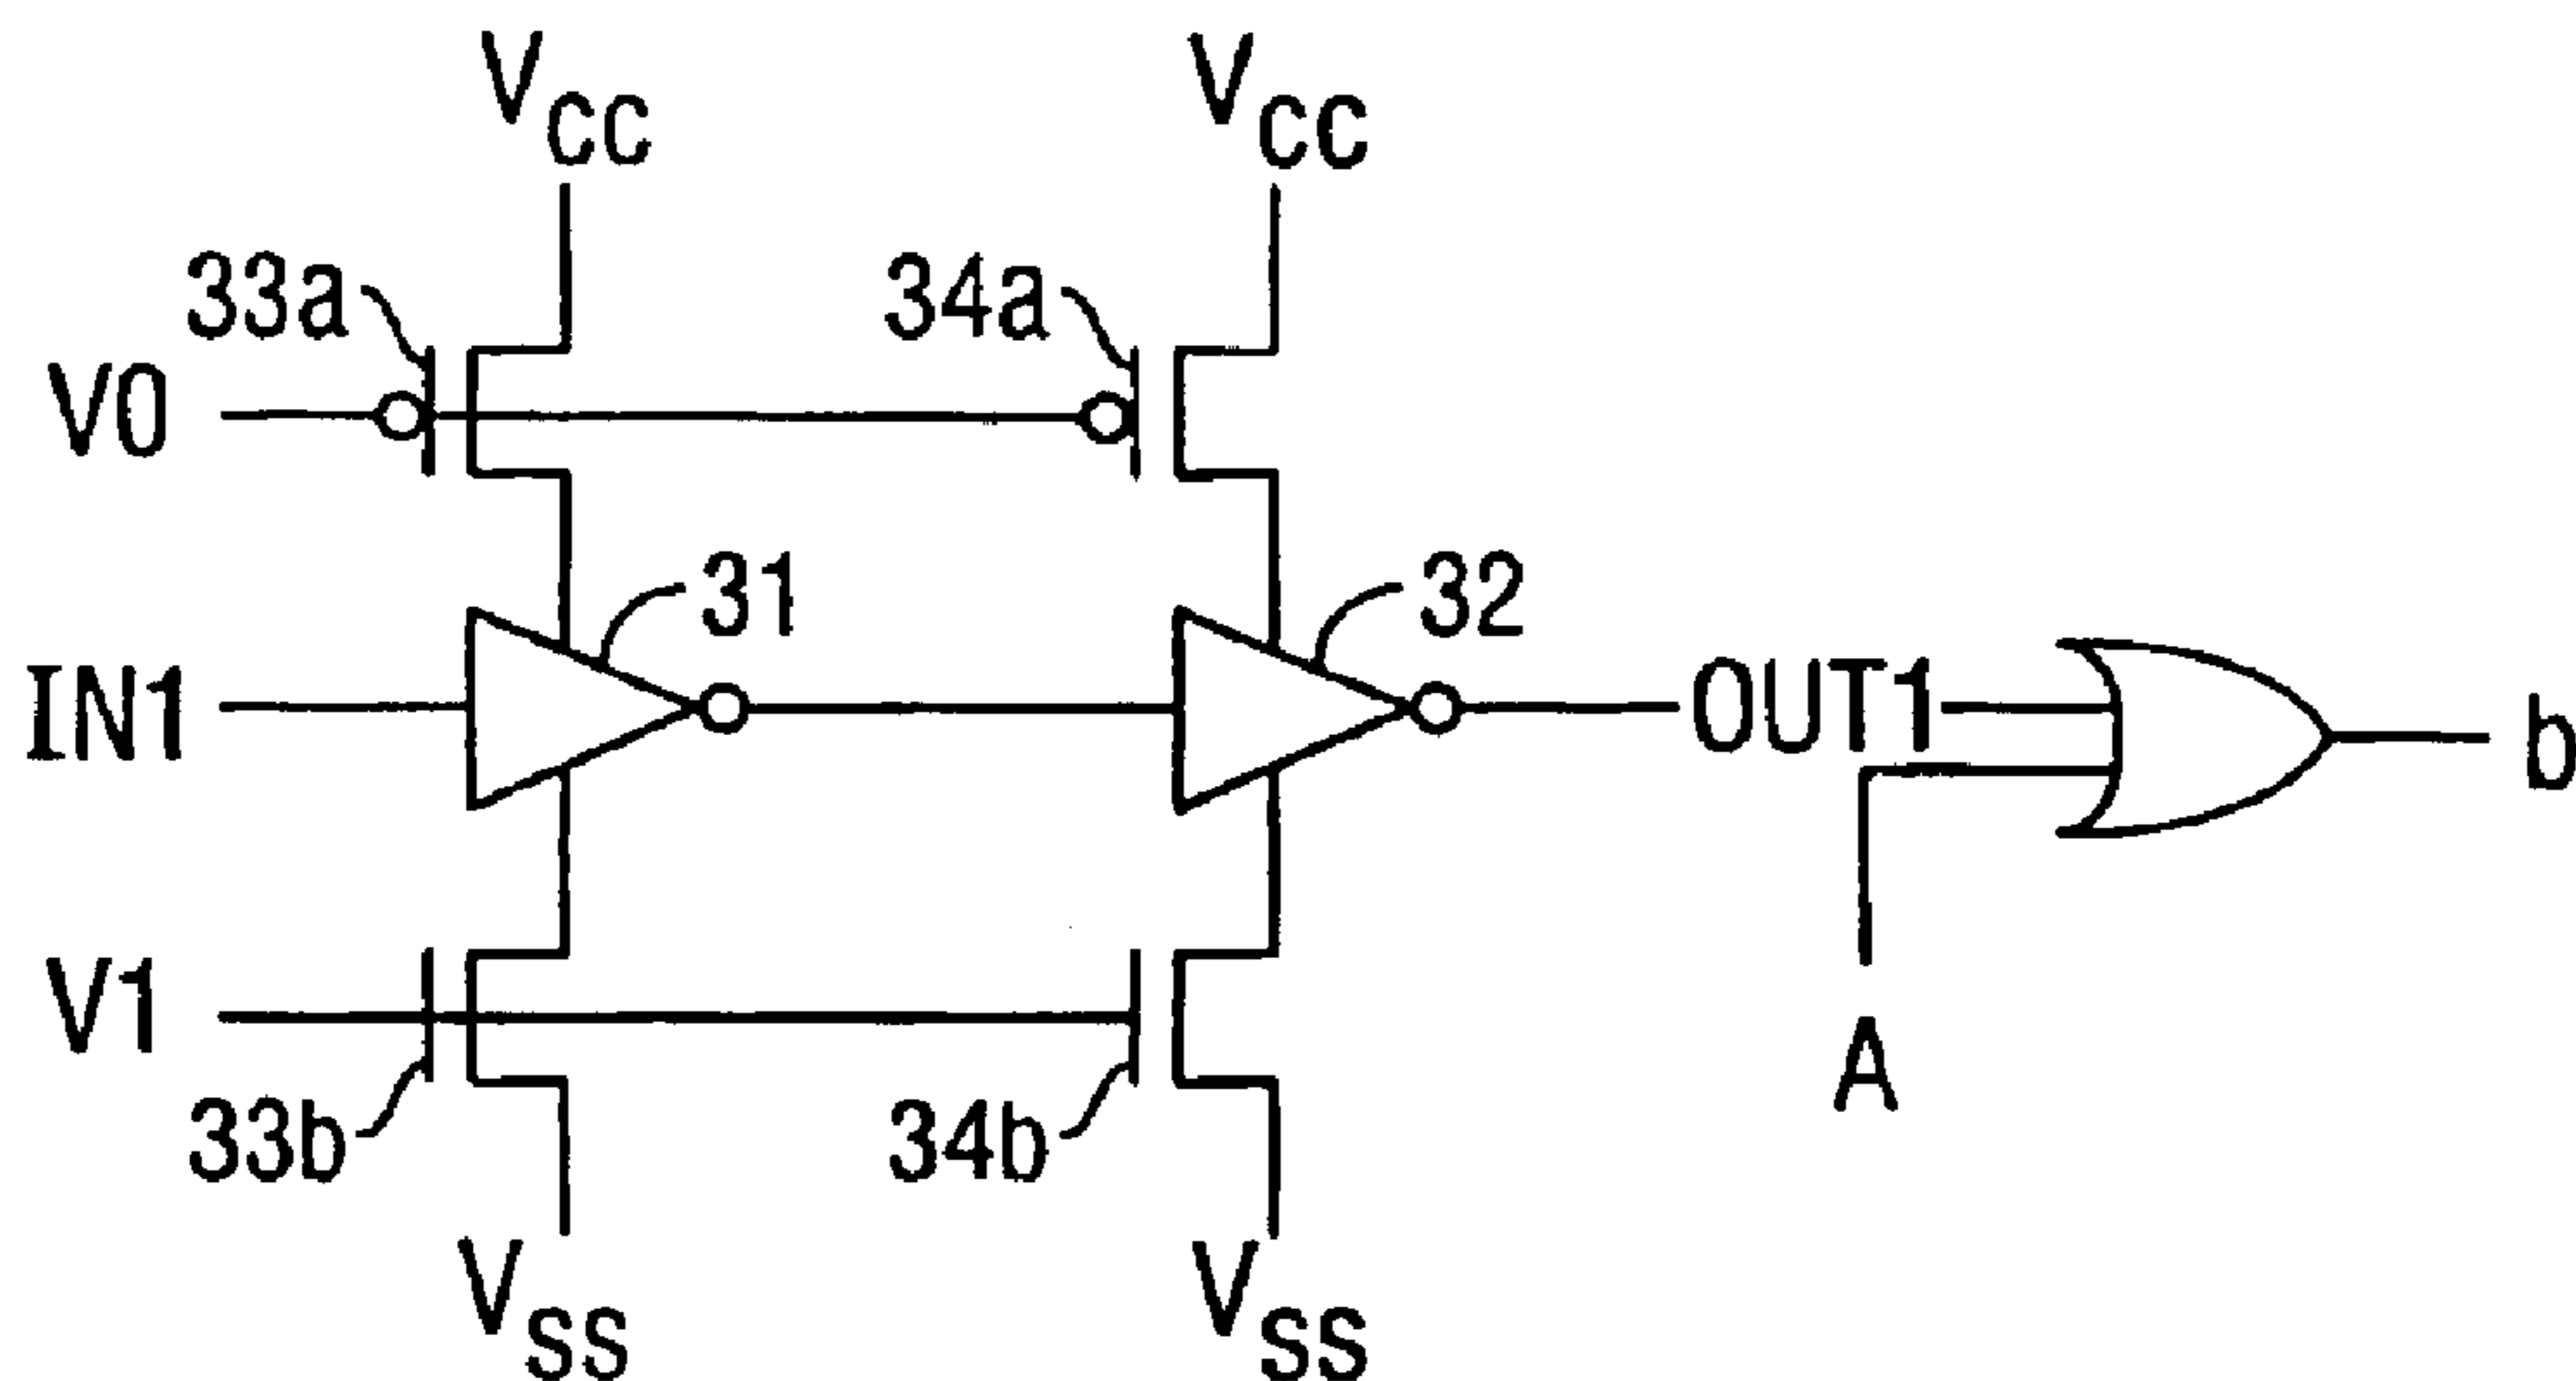 VCC VCC
33a 34a
V0
31 32
IN1 OUT1 b
V1
A
33b 34b
VSS VSS